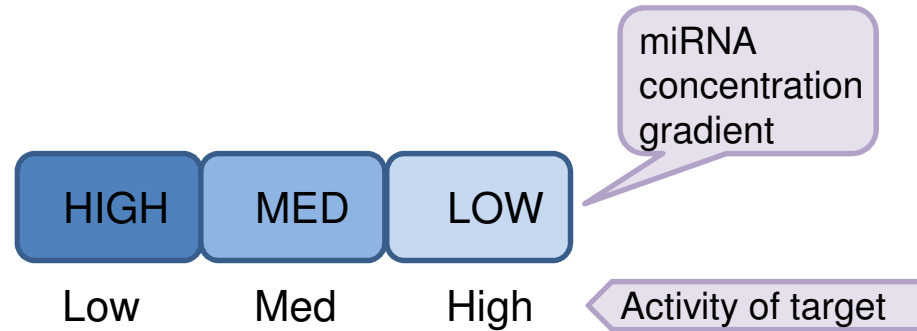 miRNA
concentration
gradient
HIGH MED LOW
Low Med High
Activity of target